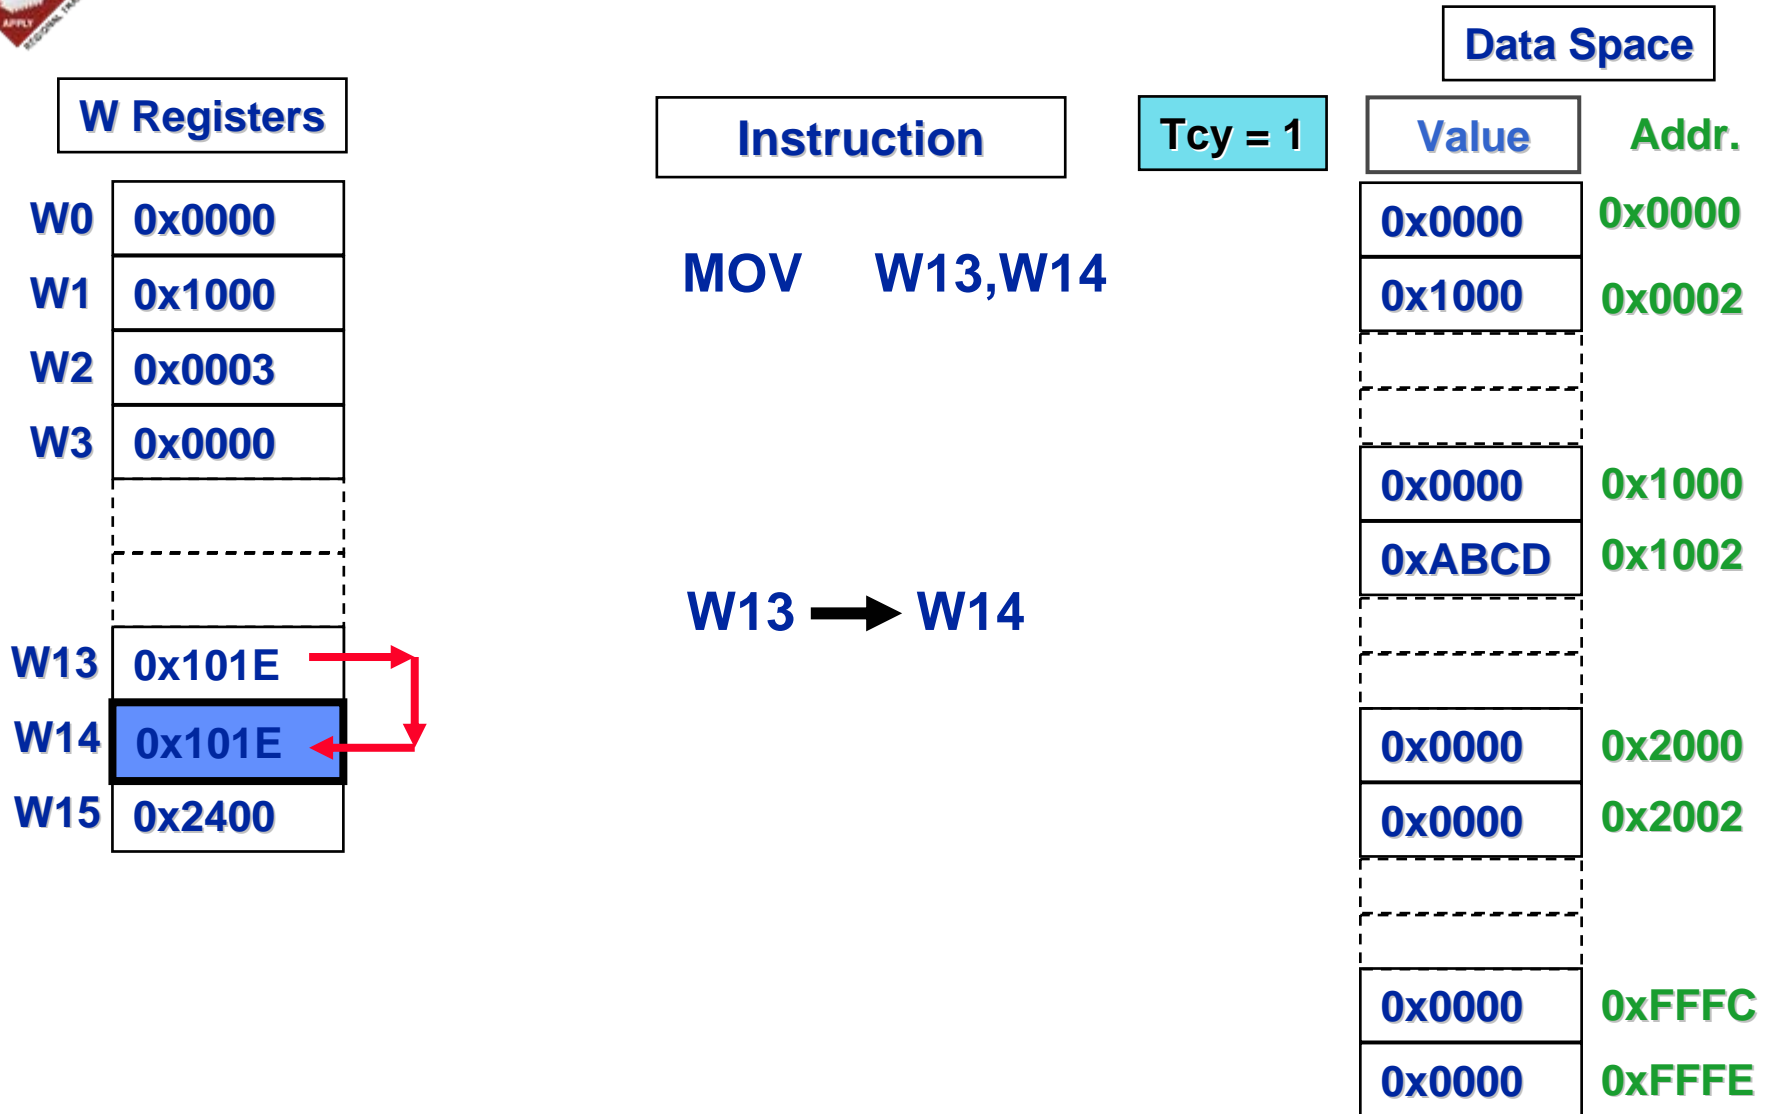 APPLY
REGIONAL
Data Space
W Registers
Instruction
Tcy = 1
Value
Addr.
W0 0x0000
W1 0x1000
W2 0x0003
W3 0x0000
W13 0x101E
W14 0x101E
W15 0x2400
MOV W13,W14
W13 W14
0x0000 0x0000
0x1000 0x0002
0x0000 0x1000
0xABCD 0x1002
0x0000 0x2000
0x0000 0x2002
0x0000 0xFFFC
0x0000 0xFFFE